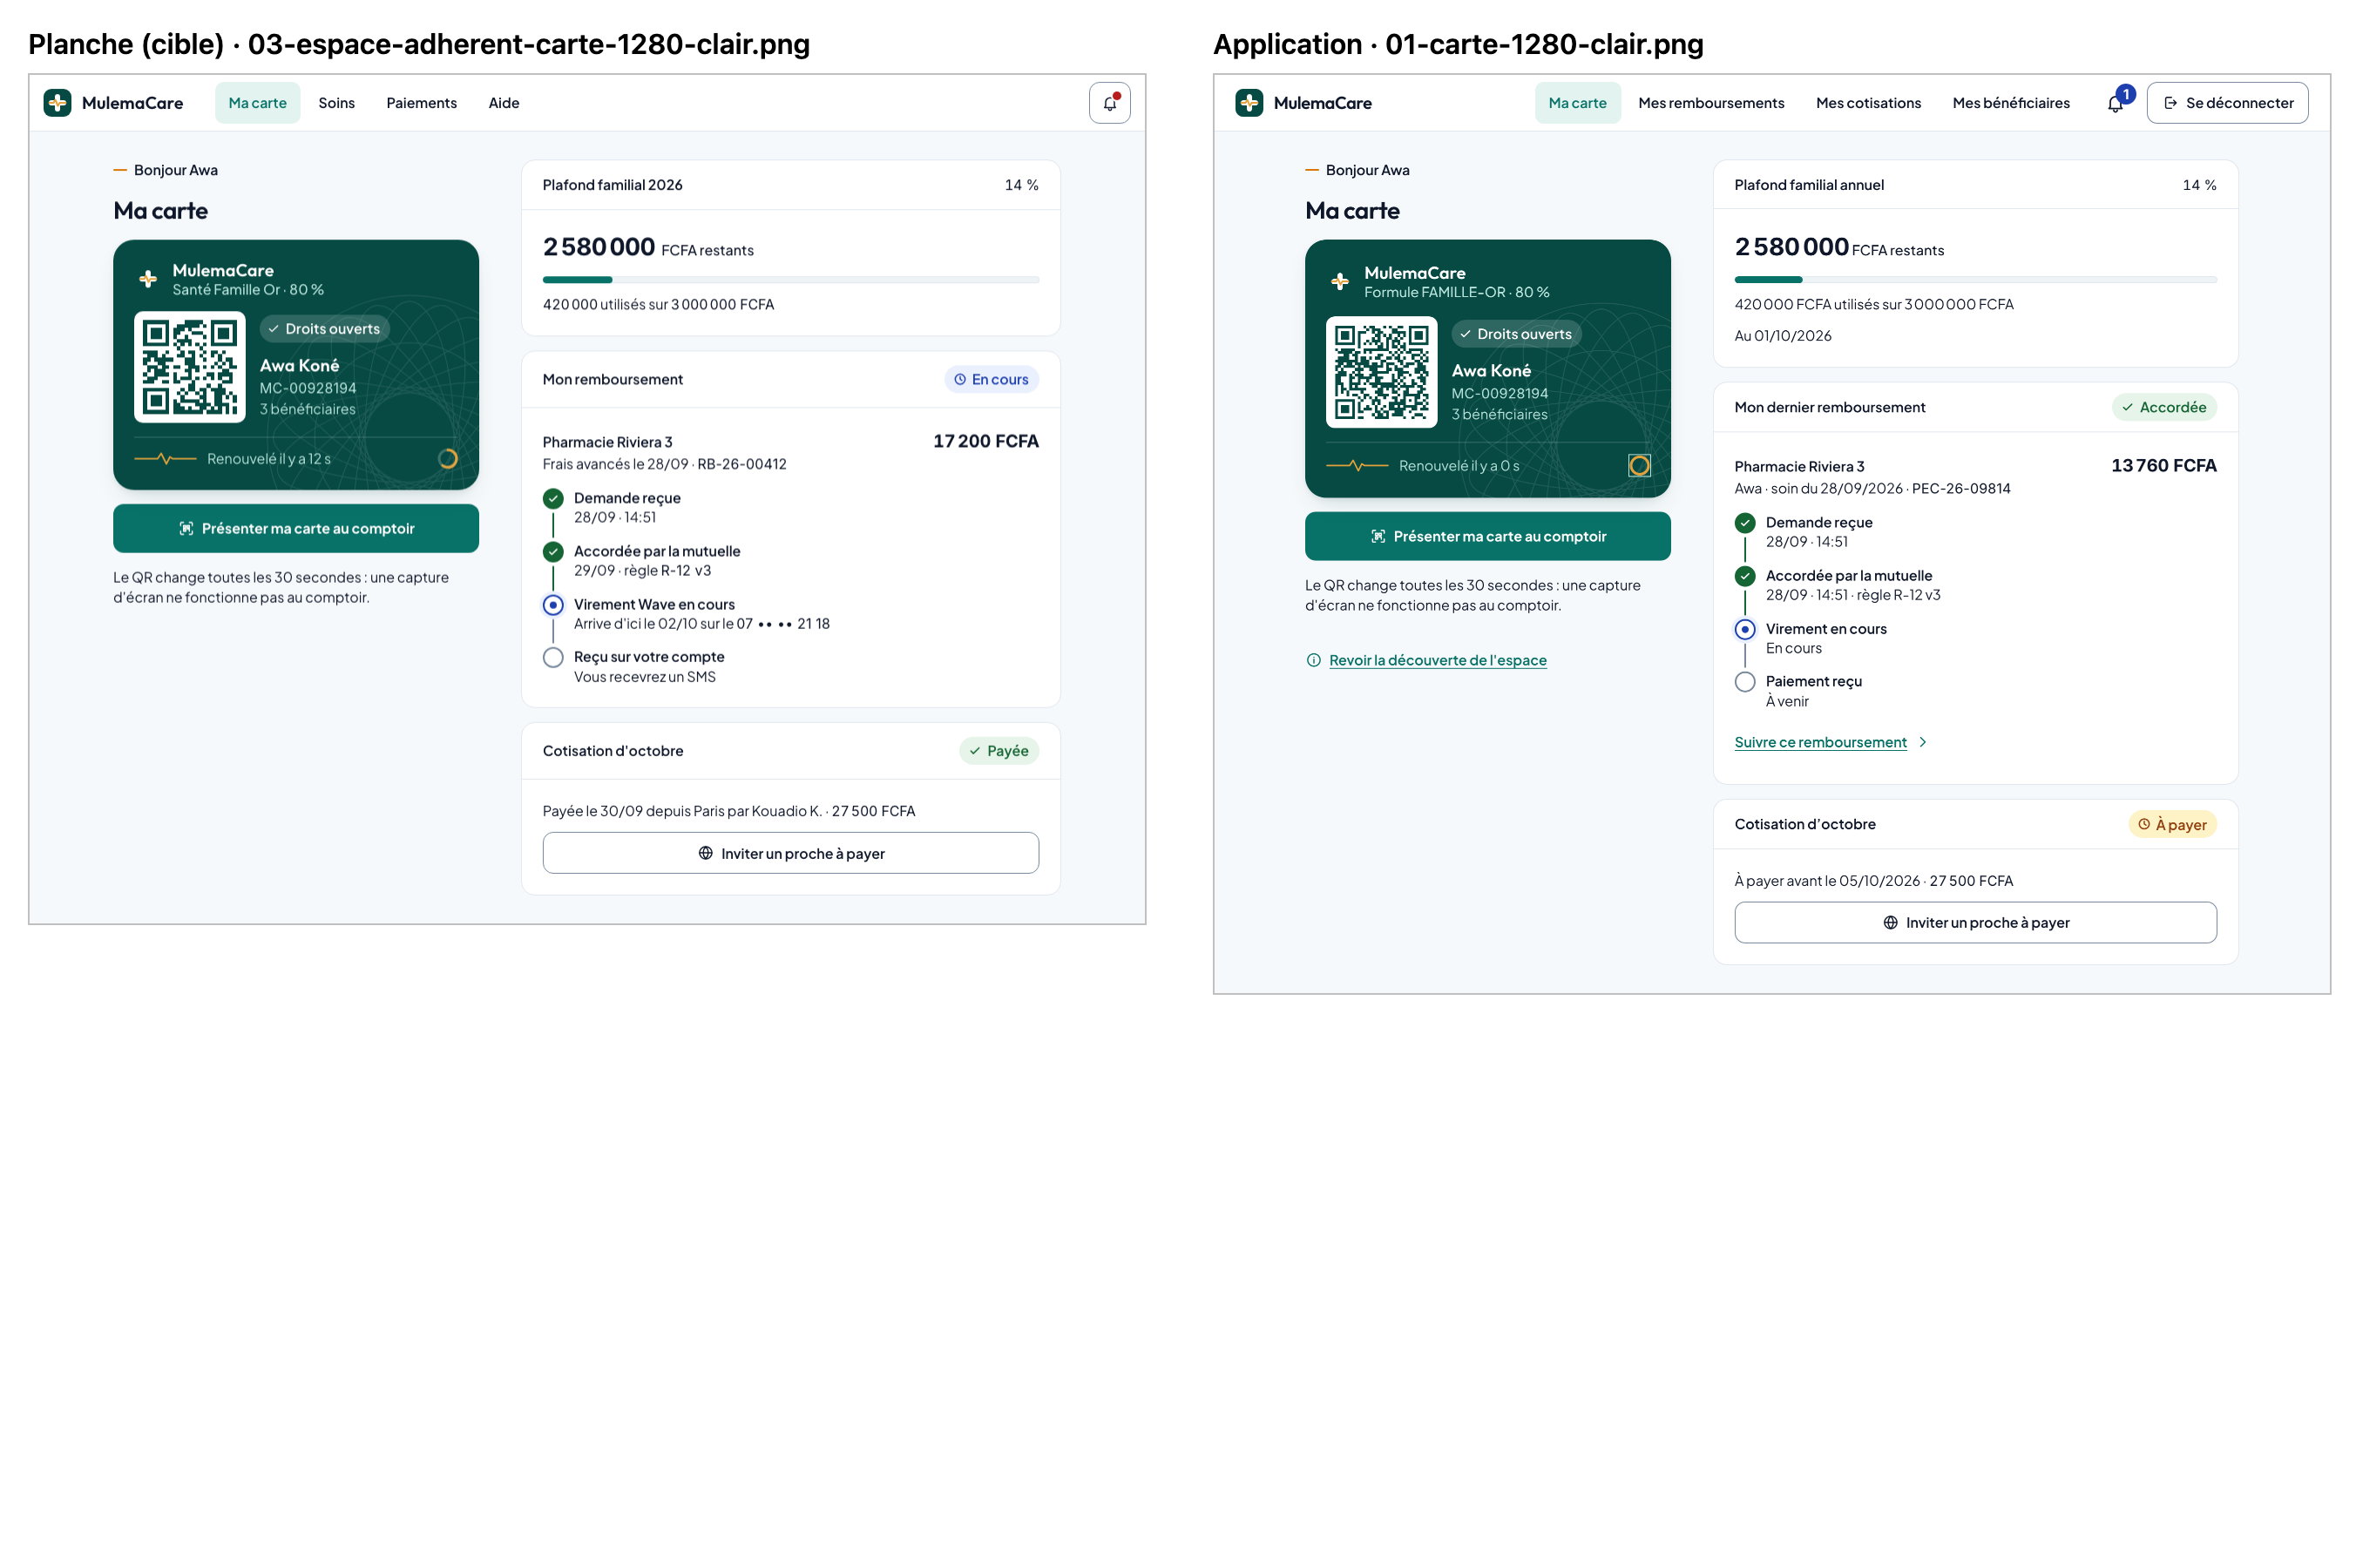 Planche (cible) · 03-espace-adherent-carte-1280-clair.png
MulemaCare
Ma carte
Soins
Paiements
Aide
Bonjour Awa
Ma carte
MulemaCare
Santé Famille Or · 80 %
Droits ouverts
Awa Koné
MC-00928194
3 bénéficiaires
Renouvelé il y a 12 s
Présenter ma carte au comptoir
Le QR change toutes les 30 secondes : une capture
d'écran ne fonctionne pas au comptoir.
Plafond familial 2026
14 %
2 580 000 FCFA restants
420 000 utilisés sur 3 000 000 FCFA
Mon remboursement
En cours
Pharmacie Riviera 3
17 200 FCFA
Frais avancés le 28/09 · RB-26-00412
Demande reçue
28/09 · 14:51
Accordée par la mutuelle
29/09 · règle R-12 v3
Virement Wave en cours
Arrive d'ici le 02/10 sur le 07 •• •• 21 18
Reçu sur votre compte
Vous recevrez un SMS
Cotisation d'octobre
Payée
Payée le 30/09 depuis Paris par Kouadio K. · 27 500 FCFA
Inviter un proche à payer
Application · 01-carte-1280-clair.png
MulemaCare
Ma carte
Mes remboursements
Mes cotisations
Mes bénéficiaires
1
Se déconnecter
Bonjour Awa
Ma carte
MulemaCare
Formule FAMILLE-OR · 80 %
Droits ouverts
Awa Koné
MC-00928194
3 bénéficiaires
Renouvelé il y a 0 s
Présenter ma carte au comptoir
Le QR change toutes les 30 secondes : une capture
d'écran ne fonctionne pas au comptoir.
Revoir la découverte de l'espace
Plafond familial annuel
14 %
2 580 000 FCFA restants
420 000 FCFA utilisés sur 3 000 000 FCFA
Au 01/10/2026
Mon dernier remboursement
Accordée
Pharmacie Riviera 3
13 760 FCFA
Awa · soin du 28/09/2026 · PEC-26-09814
Demande reçue
28/09 · 14:51
Accordée par la mutuelle
28/09 · 14:51 · règle R-12 v3
Virement en cours
En cours
Paiement reçu
À venir
Suivre ce remboursement
Cotisation d’octobre
À payer
À payer avant le 05/10/2026 · 27 500 FCFA
Inviter un proche à payer